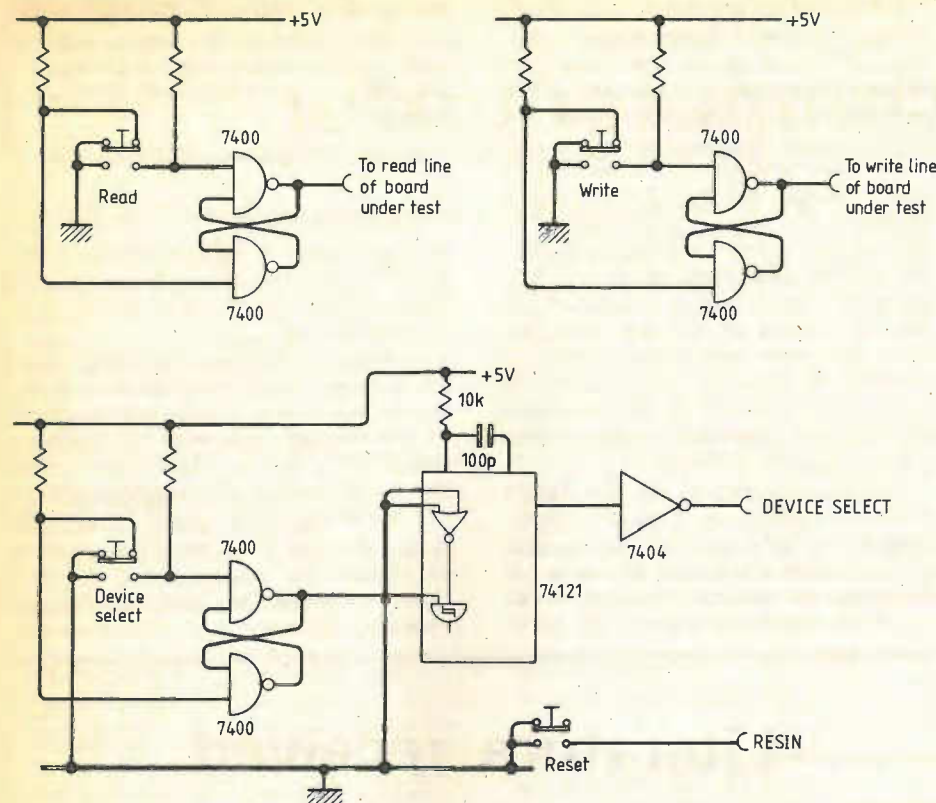 +5V
7400
Read
To read line
of board
under test
7400
+5V
7400
Write
To write line
of board
under test
7400
+5V
10k
100p
7400
Device
select
7400
74121
7404
DEVICE SELECT
Reset
RESIN